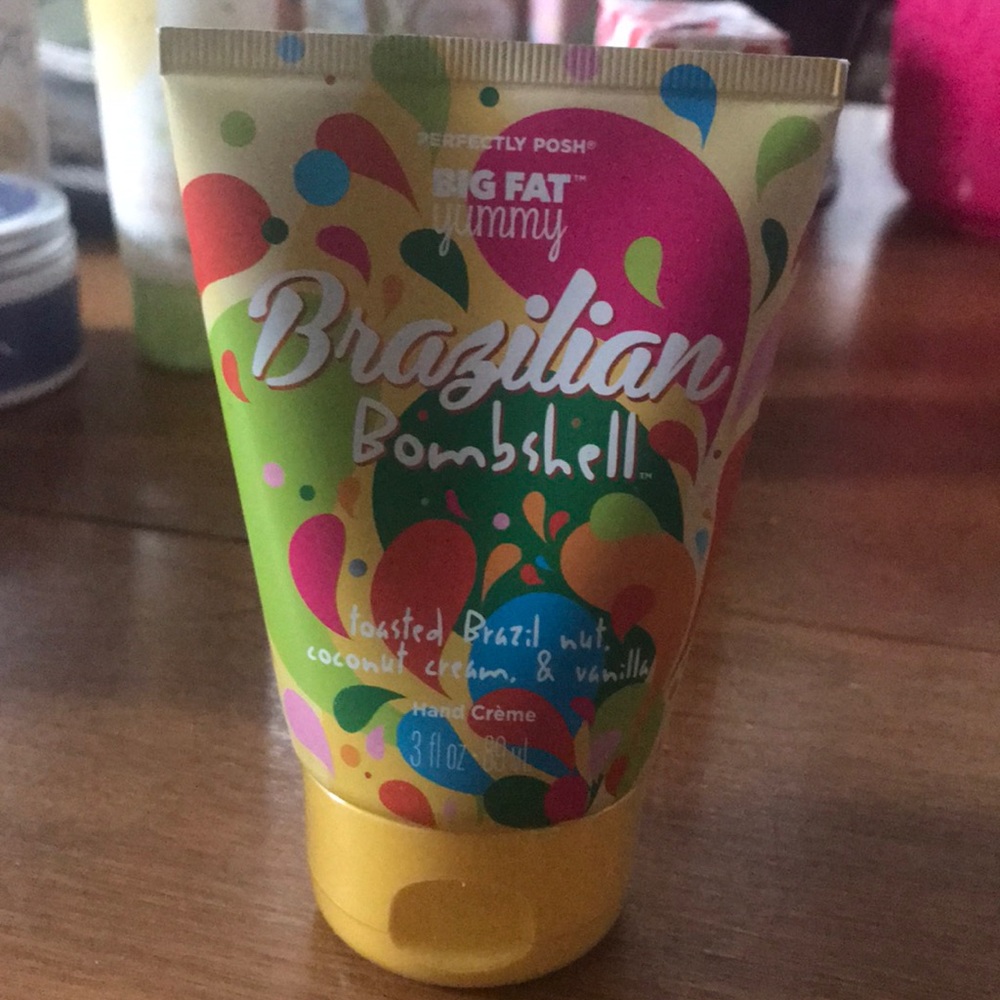 PERFECTLY POSH®
BIG FAT™
yummy
Brazilian
Bombshell™
toasted Brazil nut,
coconut cream, & vanilla
Hand Crème
3 fl oz